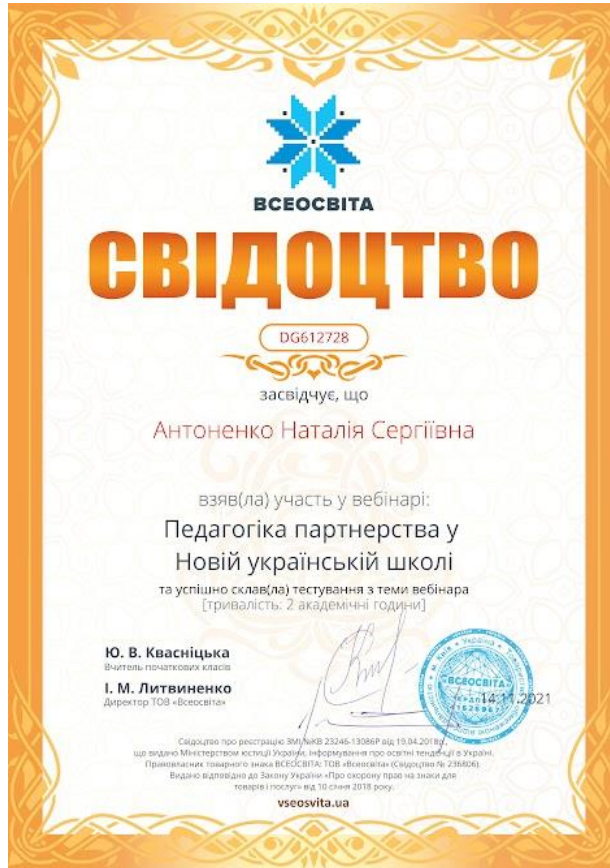 ВСЕОСВІТА
СВІДОЦТВО
DG612728
засвідчує, що
Антоненко Наталія Сергіївна
взяв(ла) участь у вебінарі:
Педагогіка партнерства у
Новій українській школі
та успішно склав(ла) тестування з теми вебінара
[тривалість: 2 академічні години]
Ю. В. Квасніцька
Вчитель початкових класів
І. М. Литвиненко
Директор ТОВ «Всеосвіта»
«ВСЕОСВІТА»
14.11.2021
Свідоцтво про реєстрацію ЗМІ №КВ 23246-13086Р від 19.04.2018р.,
що видано Міністерством юстиції України, інформування про освітні тенденції в Україні.
Правовласник товарного знака ВСЕОСВІТА: ТОВ «Всеосвіта» (Свідоцтво № 236806).
Видано відповідно до Закону України «Про охорону прав на знаки для
товарів і послуг» від 10 січня 2018 року.
vseosvita.ua